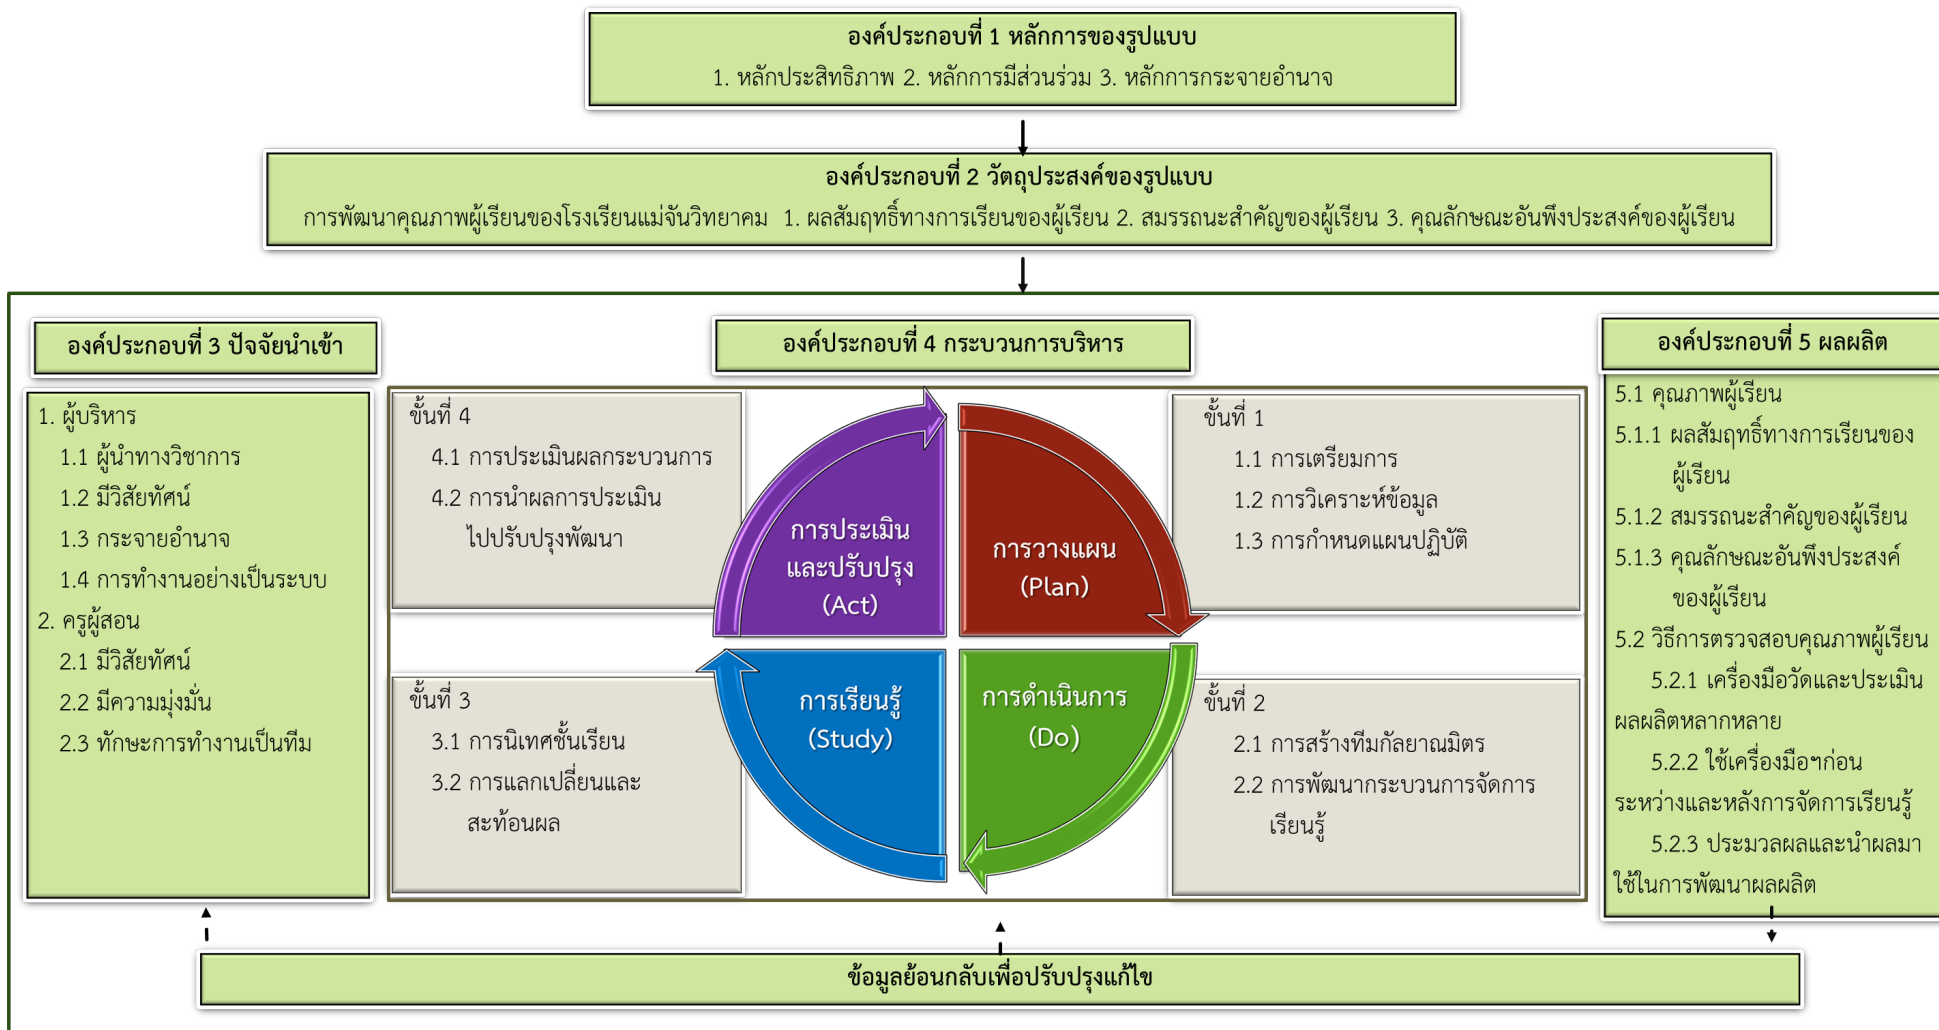 องค์ประกอบที่ 1 หลักการของรูปแบบ
1. หลักประสิทธิภาพ 2. หลักการมีส่วนร่วม 3. หลักการกระจายอำนาจ
องค์ประกอบที่ 2 วัตถุประสงค์ของรูปแบบ
การพัฒนาคุณภาพผู้เรียนของโรงเรียนแม่จันวิทยาคม 1. ผลสัมฤทธิ์ทางการเรียนของผู้เรียน 2. สมรรถนะสำคัญของผู้เรียน 3. คุณลักษณะอันพึงประสงค์ของผู้เรียน
องค์ประกอบที่ 3 ปัจจัยนำเข้า
1. ผู้บริหาร
1.1 ผู้นำทางวิชาการ
1.2 มีวิสัยทัศน์
1.3 กระจายอำนาจ
1.4 การทำงานอย่างเป็นระบบ
2. ครูผู้สอน
2.1 มีวิสัยทัศน์
2.2 มีความมุ่งมั่น
2.3 ทักษะการทำงานเป็นทีม
องค์ประกอบที่ 4 กระบวนการบริหาร
ขั้นที่ 4
4.1 การประเมินผลกระบวนการ
4.2 การนำผลการประเมิน
ไปปรับปรุงพัฒนา
การประเมิน
และปรับปรุง
(Act)
การวางแผน
(Plan)
ขั้นที่ 1
1.1 การเตรียมการ
1.2 การวิเคราะห์ข้อมูล
1.3 การกำหนดแผนปฏิบัติ
ขั้นที่ 3
3.1 การนิเทศชั้นเรียน
3.2 การแลกเปลี่ยนและ
สะท้อนผล
การเรียนรู้
(Study)
การดำเนินการ
(Do)
ขั้นที่ 2
2.1 การสร้างทีมกัลยาณมิตร
2.2 การพัฒนากระบวนการจัดการ
เรียนรู้
องค์ประกอบที่ 5 ผลผลิต
5.1 คุณภาพผู้เรียน
5.1.1 ผลสัมฤทธิ์ทางการเรียนของ
ผู้เรียน
5.1.2 สมรรถนะสำคัญของผู้เรียน
5.1.3 คุณลักษณะอันพึงประสงค์
ของผู้เรียน
5.2 วิธีการตรวจสอบคุณภาพผู้เรียน
5.2.1 เครื่องมือวัดและประเมิน
ผลผลิตหลากหลาย
5.2.2 ใช้เครื่องมือฯก่อน
ระหว่างและหลังการจัดการเรียนรู้
5.2.3 ประมวลผลและนำผลมา
ใช้ในการพัฒนาผลผลิต
ข้อมูลย้อนกลับเพื่อปรับปรุงแก้ไข